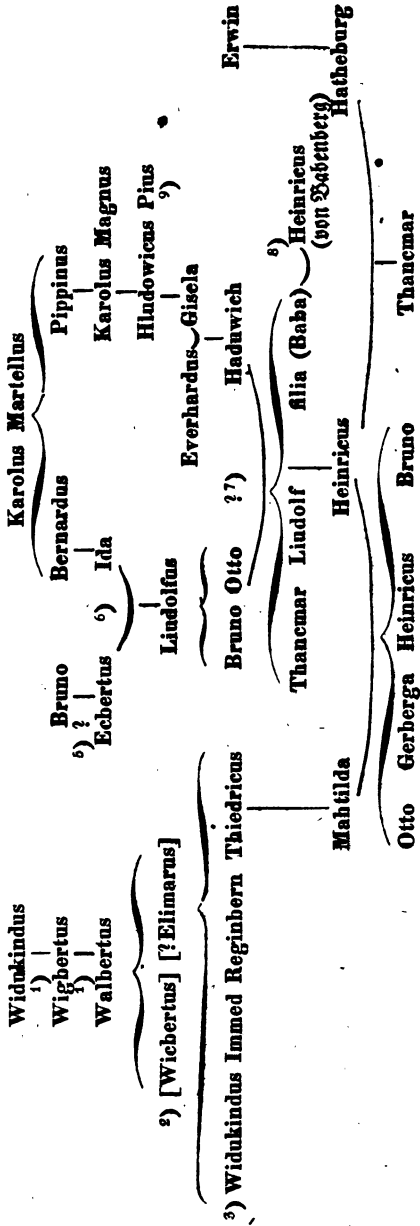 Widukindus Karolus Martellus
¹)
Wigbertus Bruno Bernardus Pippinus
¹) ⁵) ? ⁶)
Walbertus Ecbertus Ida Karolus Magnus
Hludowicus Pius
⁹)
²) [Wicbertus] [?Elimarus] Liudolfus
Everhardus Gisela
³) Widukindus Immed Reginbern Thiedricus Bruno Otto ?⁷) Haduwich Erwin
⁸)
Thancmar Liudolf filia (Baba) Heinricus
(von Babenberg)
Mahtilda Heinricus Hatheburg
Otto Gerberga Heinricus Bruno Thancmar